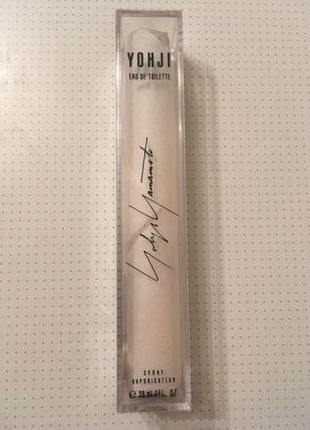 YOHJI
EAU DE TOILETTE
Yohji Yamamoto
SPRAY
VAPORISATEUR